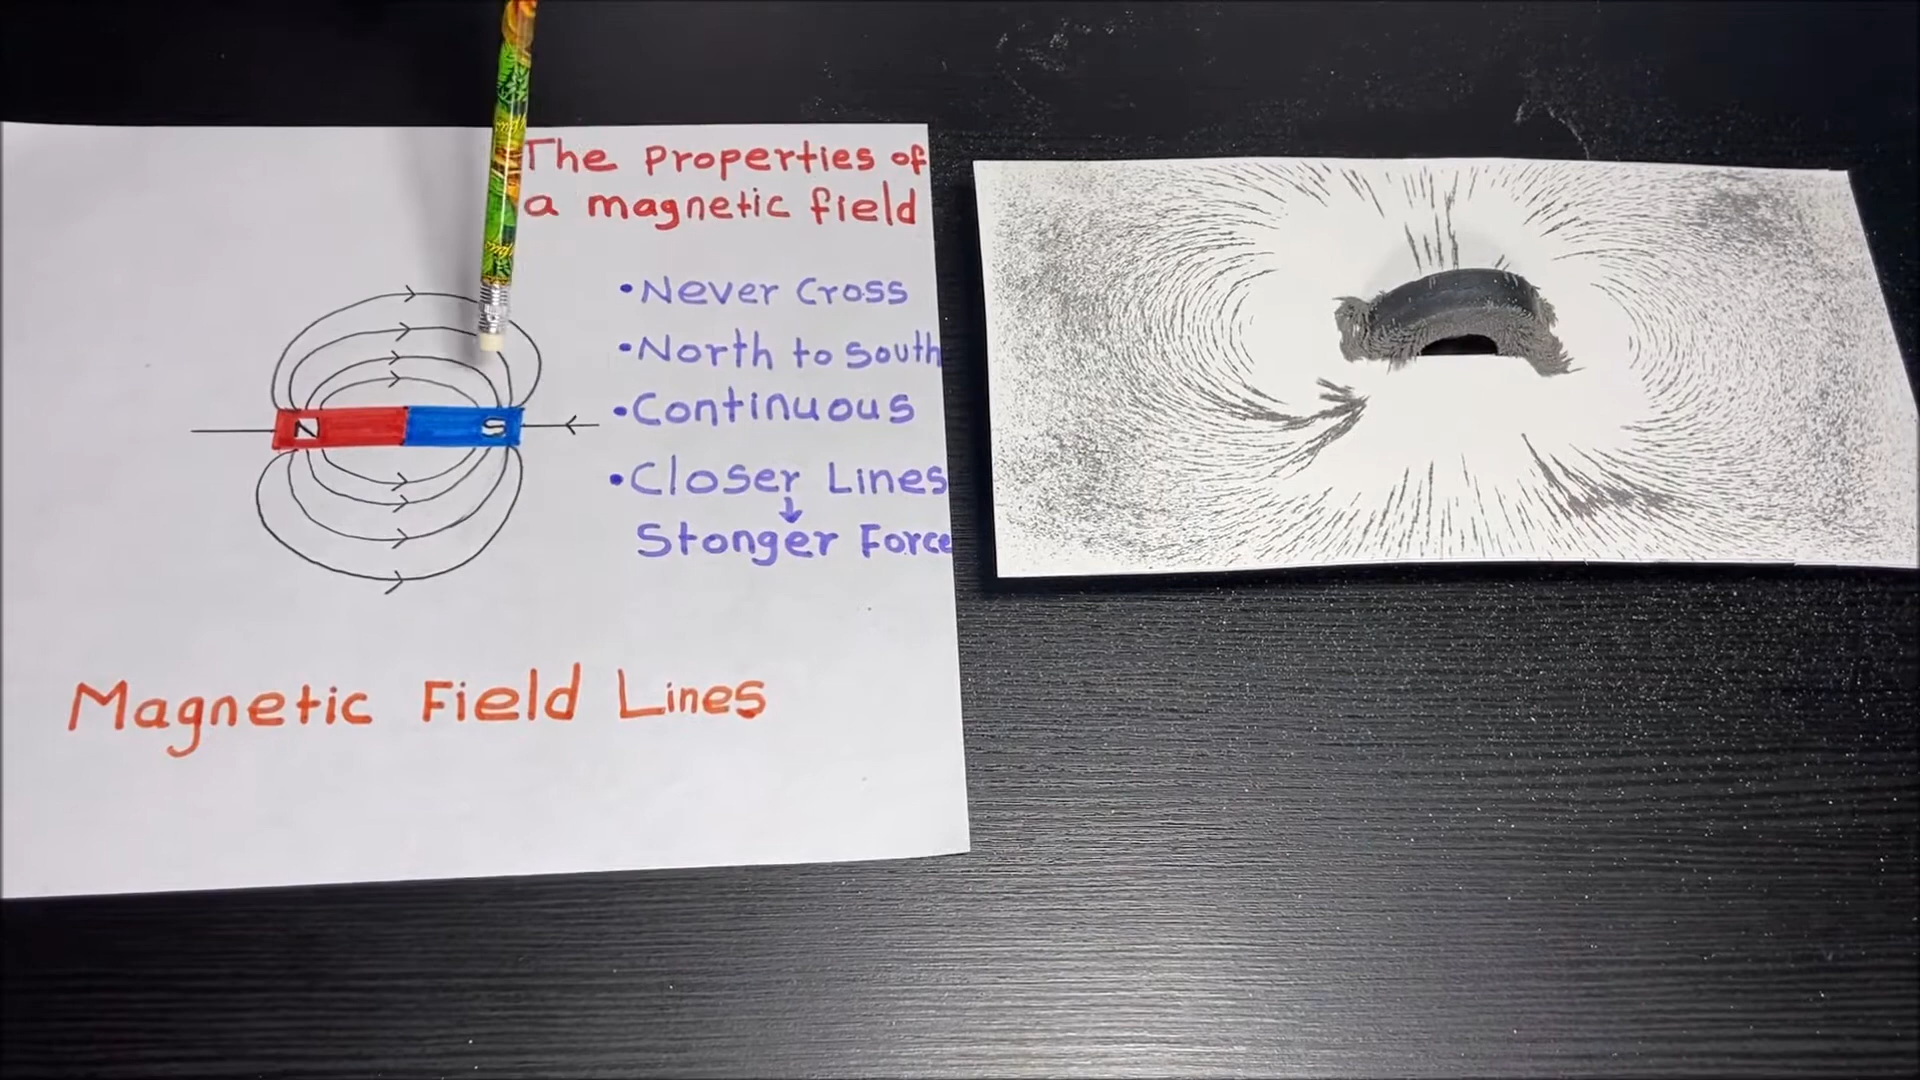 The properties of
a magnetic field
•Never Cross
•North to south
•Continuous
•Closer Lines
↓
Stonger Force
N
S
Magnetic Field Lines